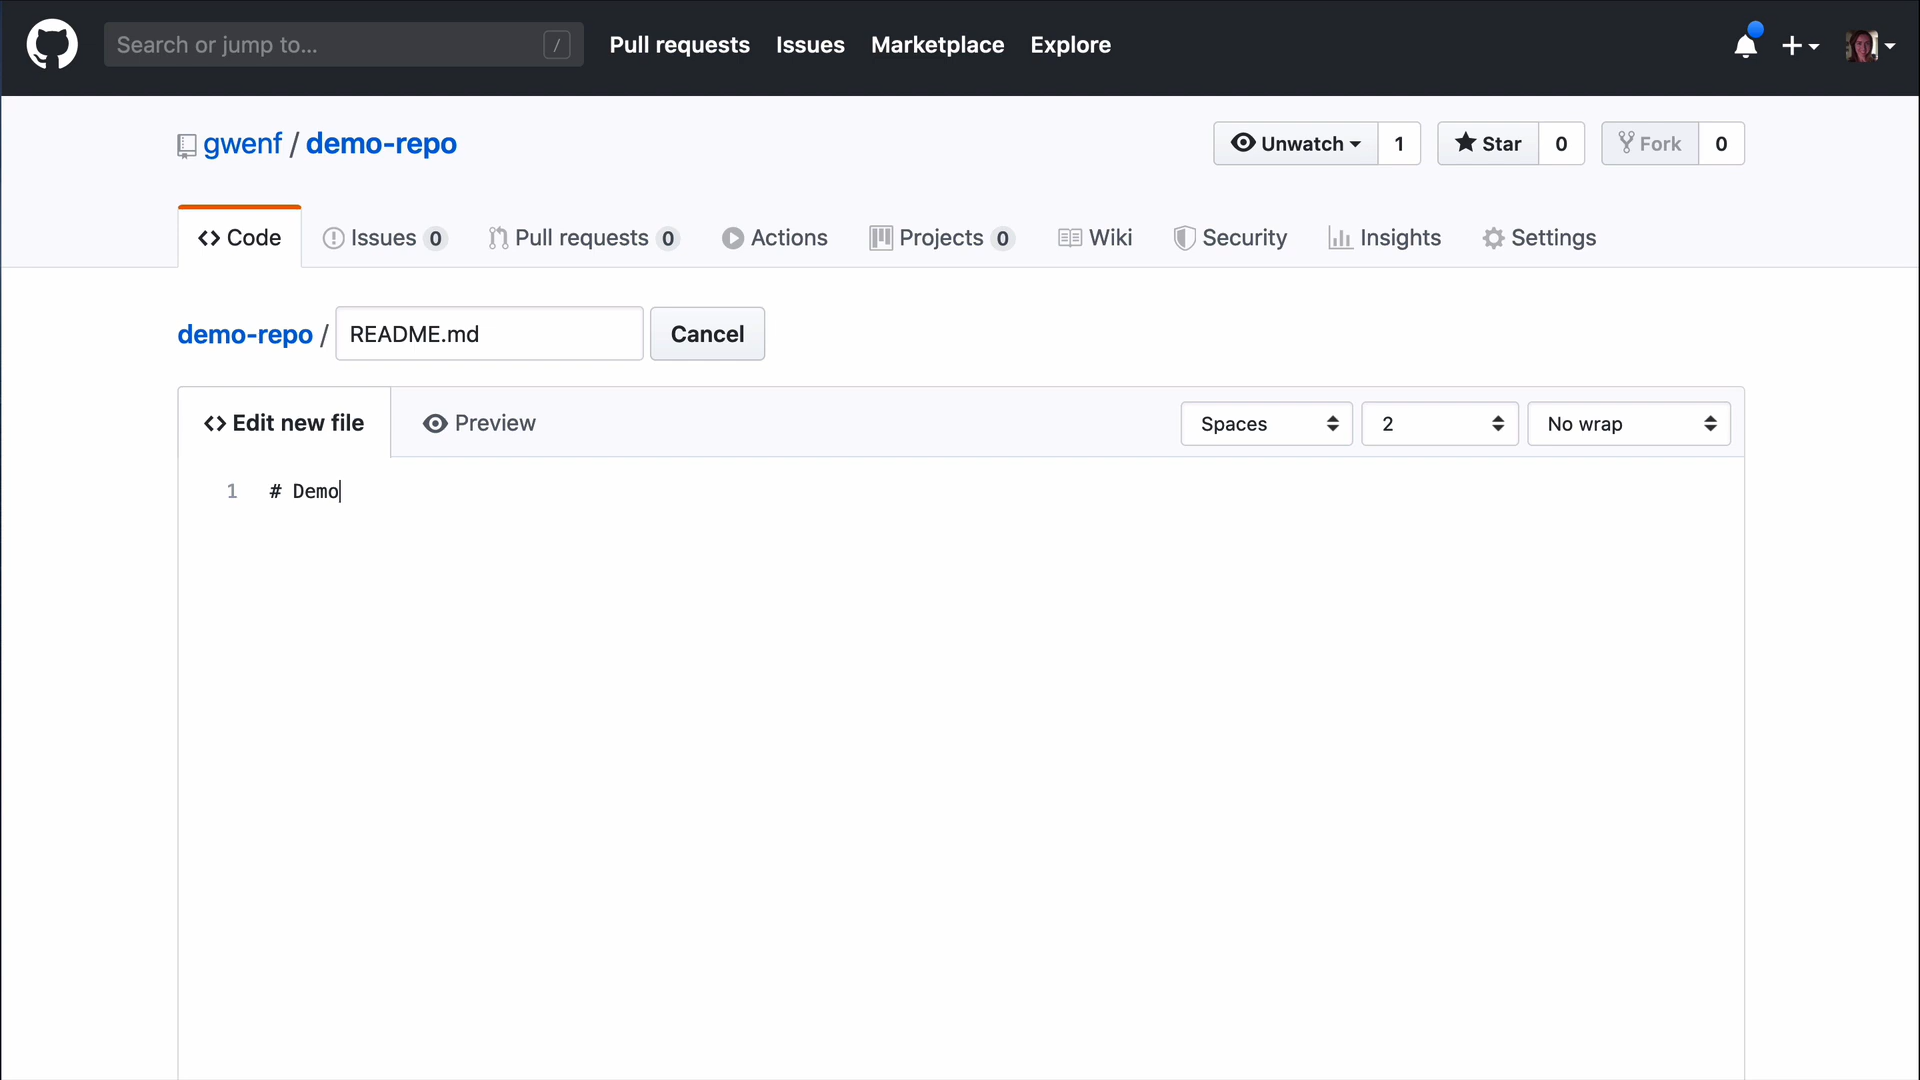 Search or jump to... / Pull requests Issues Marketplace Explore
gwenf / demo-repo Unwatch 1 Star 0 Fork 0
Code Issues 0 Pull requests 0 Actions Projects 0 Wiki Security Insights Settings
demo-repo / README.md Cancel
Edit new file Preview Spaces 2 No wrap
1 # Demo